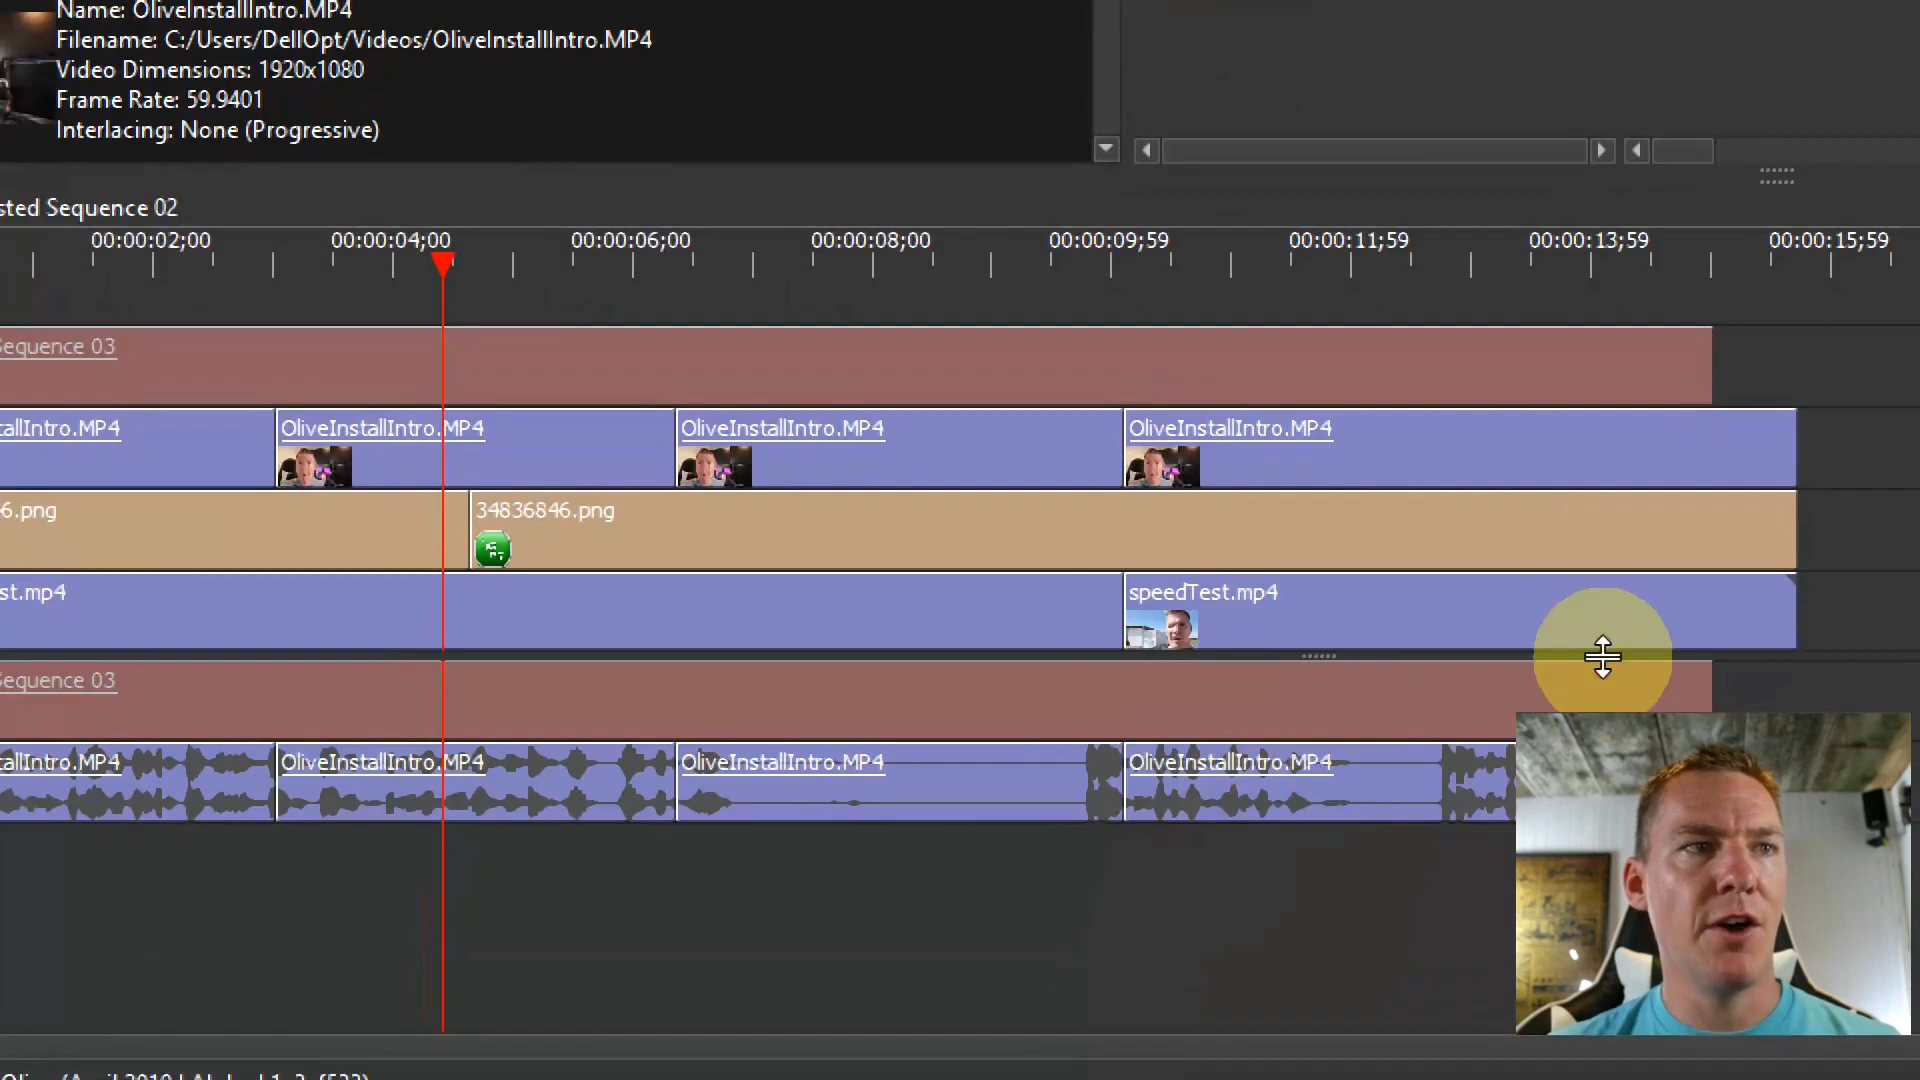 Name: OliveInstallIntro.MP4
Filename: C:/Users/DellOpt/Videos/OliveInstallIntro.MP4
Video Dimensions: 1920x1080
Frame Rate: 59.9401
Interlacing: None (Progressive)
sted Sequence 02
00:00:02;00 00:00:04;00 00:00:06;00 00:00:08;00 00:00:09;59 00:00:11;59 00:00:13;59 00:00:15;59
Sequence 03
tallIntro.MP4 OliveInstallIntro.MP4 OliveInstallIntro.MP4 OliveInstallIntro.MP4
6.png 34836846.png
st.mp4 speedTest.mp4
Sequence 03
tallIntro.MP4 OliveInstallIntro.MP4 OliveInstallIntro.MP4 OliveInstallIntro.MP4